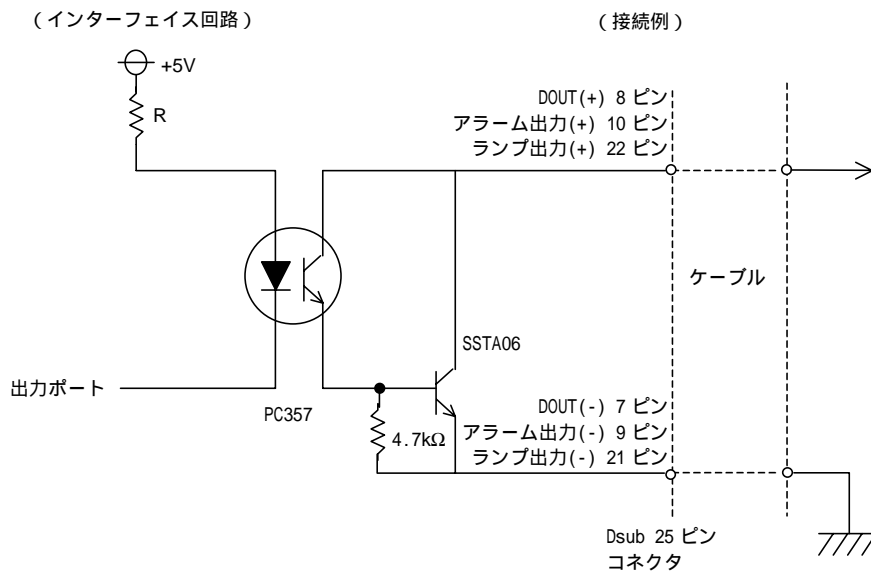 (インターフェイス回路)
(接続例)
+5V
R
DOUT(+) 8 ピン
アラーム出力(+) 10 ピン
ランプ出力(+) 22 ピン
ケーブル
SSTA06
出力ポート
PC357
4.7kΩ
DOUT(-) 7 ピン
アラーム出力(-) 9 ピン
ランプ出力(-) 21 ピン
Dsub 25 ピン
コネクタ